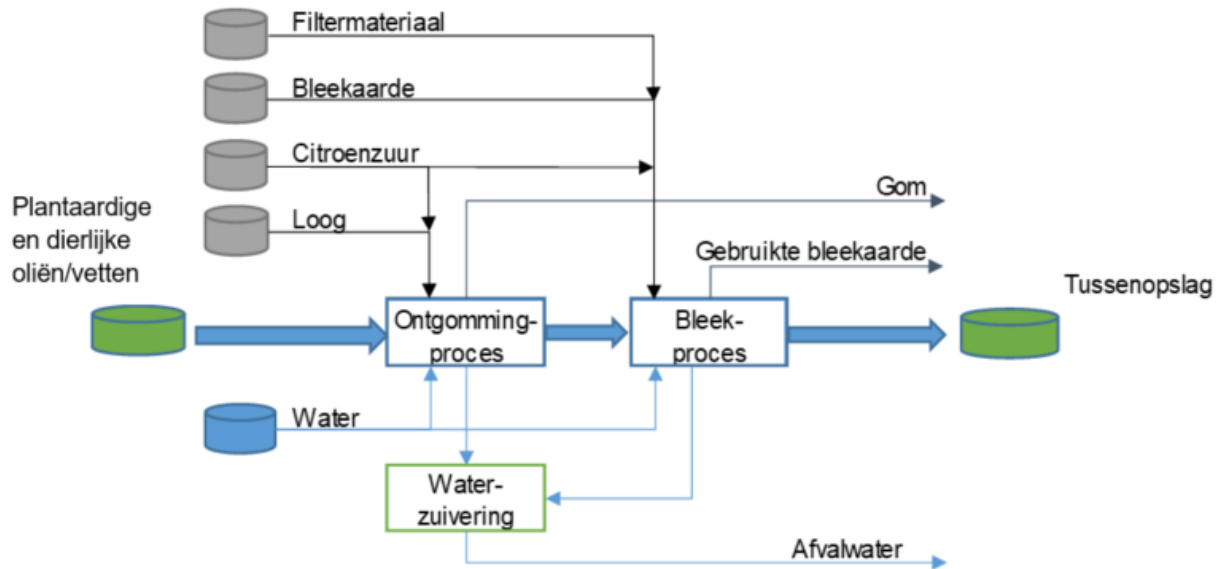 Filtermateriaal
Bleekaarde
Citroenzuur
Loog
Plantaardige
en dierlijke
oliën/vetten
Gom
Gebruikte bleekaarde
Tussenopslag
Ontgomming-
proces
Bleek-
proces
Water
Water-
zuivering
Afvalwater